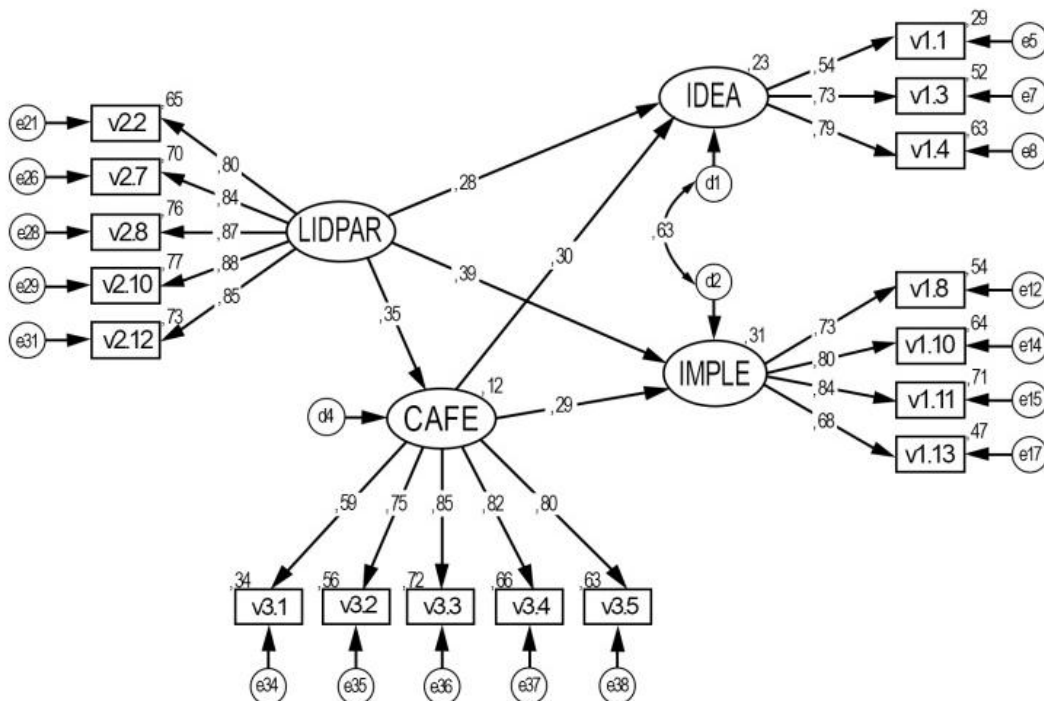 ,29
v1.1
e5
,54
,23
IDEA
,52
,73
v1.3
e7
,79
,63
v1.4
e8
,65
e21
v2.2
,80
,70
e26
v2.7
,84
,76
e28
v2.8
,87
LIDPAR
,77
e29
v2.10
,88
,73
e31
v2.12
,85
,28
d1
,63
d2
,30
,39
,35
,54
v1.8
e12
,73
,31
IMPLE
,64
,80
v1.10
e14
,71
,84
v1.11
e15
,47
,68
v1.13
e17
,12
d4
CAFE
,29
,59
,75
,85
,82
,80
,34
,56
,72
,66
,63
v3.1
v3.2
v3.3
v3.4
v3.5
e34
e35
e36
e37
e38